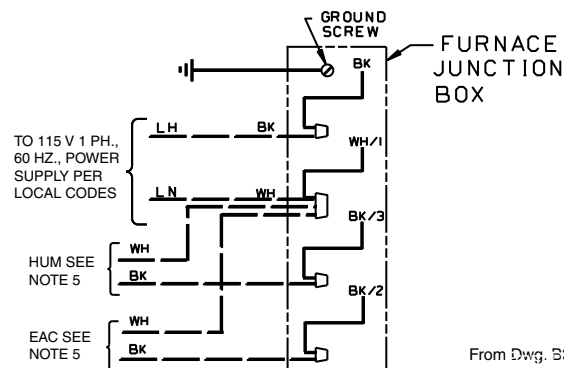 GROUND
SCREW
FURNACE
JUNCTION
BOX
BK
LH
BK
TO 115 V 1 PH.,
60 HZ., POWER
SUPPLY PER
LOCAL CODES
WH/1
LN
WH
BK/3
WH
HUM SEE
NOTE 5
BK
BK/2
WH
EAC SEE
NOTE 5
BK
From Dwg.